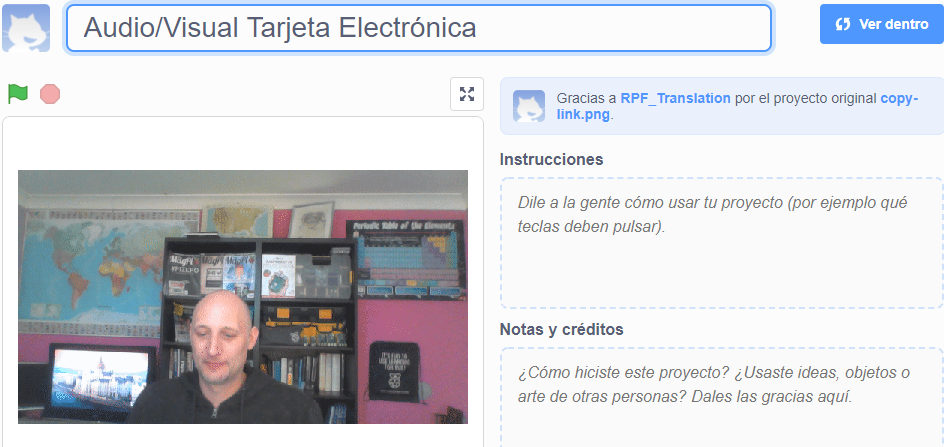 Audio/Visual Tarjeta Electrónica
Ver dentro
Gracias a RPF_Translation por el proyecto original copy-
link.png.
Instrucciones
Dile a la gente cómo usar tu proyecto (por ejemplo qué
teclas deben pulsar).
Periodic Table of the Elements
MagPi
MagPi
Notas y créditos
¿Cómo hiciste este proyecto? ¿Usaste ideas, objetos o
arte de otras personas? Dales las gracias aquí.